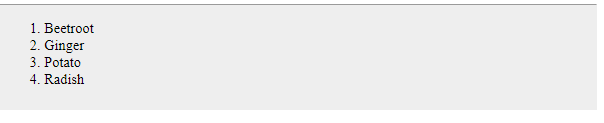 1. Beetroot
2. Ginger
3. Potato
4. Radish